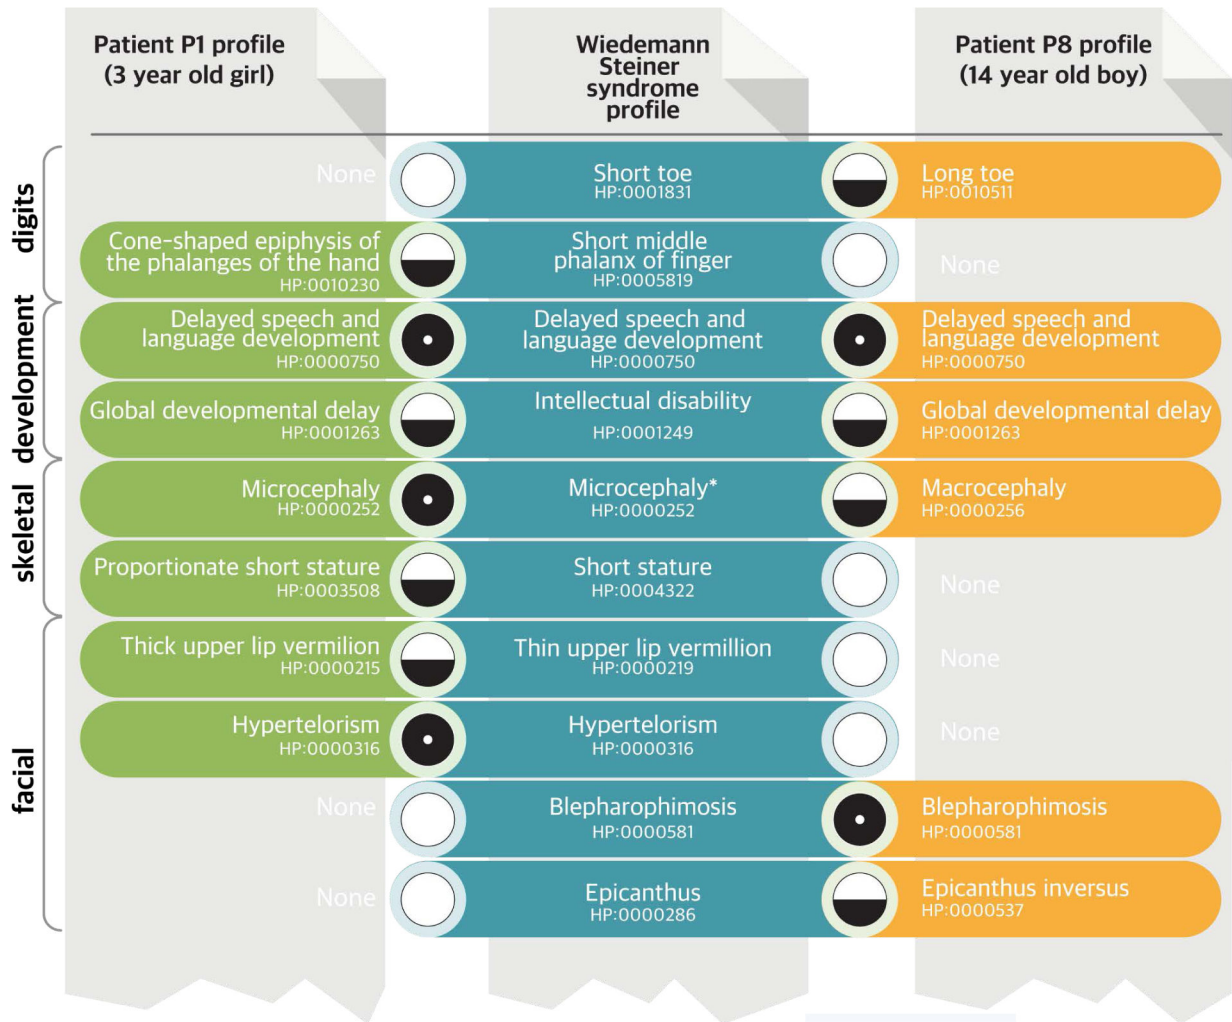 Patient P1 profile
(3 year old girl)
Wiedemann
Steiner
syndrome
profile
Patient P8 profile
(14 year old boy)
digits
None
Short toe
HP:0001831
Long toe
HP:0010511
Cone-shaped epiphysis of
the phalanges of the hand
HP:0010230
Short middle
phalanx of finger
HP:0005819
None
development
Delayed speech and
language development
HP:0000750
Delayed speech and
language development
HP:0000750
Delayed speech and
language development
HP:0000750
Global developmental delay
HP:0001263
Intellectual disability
HP:0001249
Global developmental delay
HP:0001263
skeletal
Microcephaly
HP:0000252
Microcephaly*
HP:0000252
Macrocephaly
HP:0000256
Proportionate short stature
HP:0003508
Short stature
HP:0004322
None
facial
Thick upper lip vermilion
HP:0000215
Thin upper lip vermillion
HP:0000219
None
Hypertelorism
HP:0000316
Hypertelorism
HP:0000316
None
None
Blepharophimosis
HP:0000581
Blepharophimosis
HP:0000581
None
Epicanthus
HP:0000286
Epicanthus inversus
HP:0000537